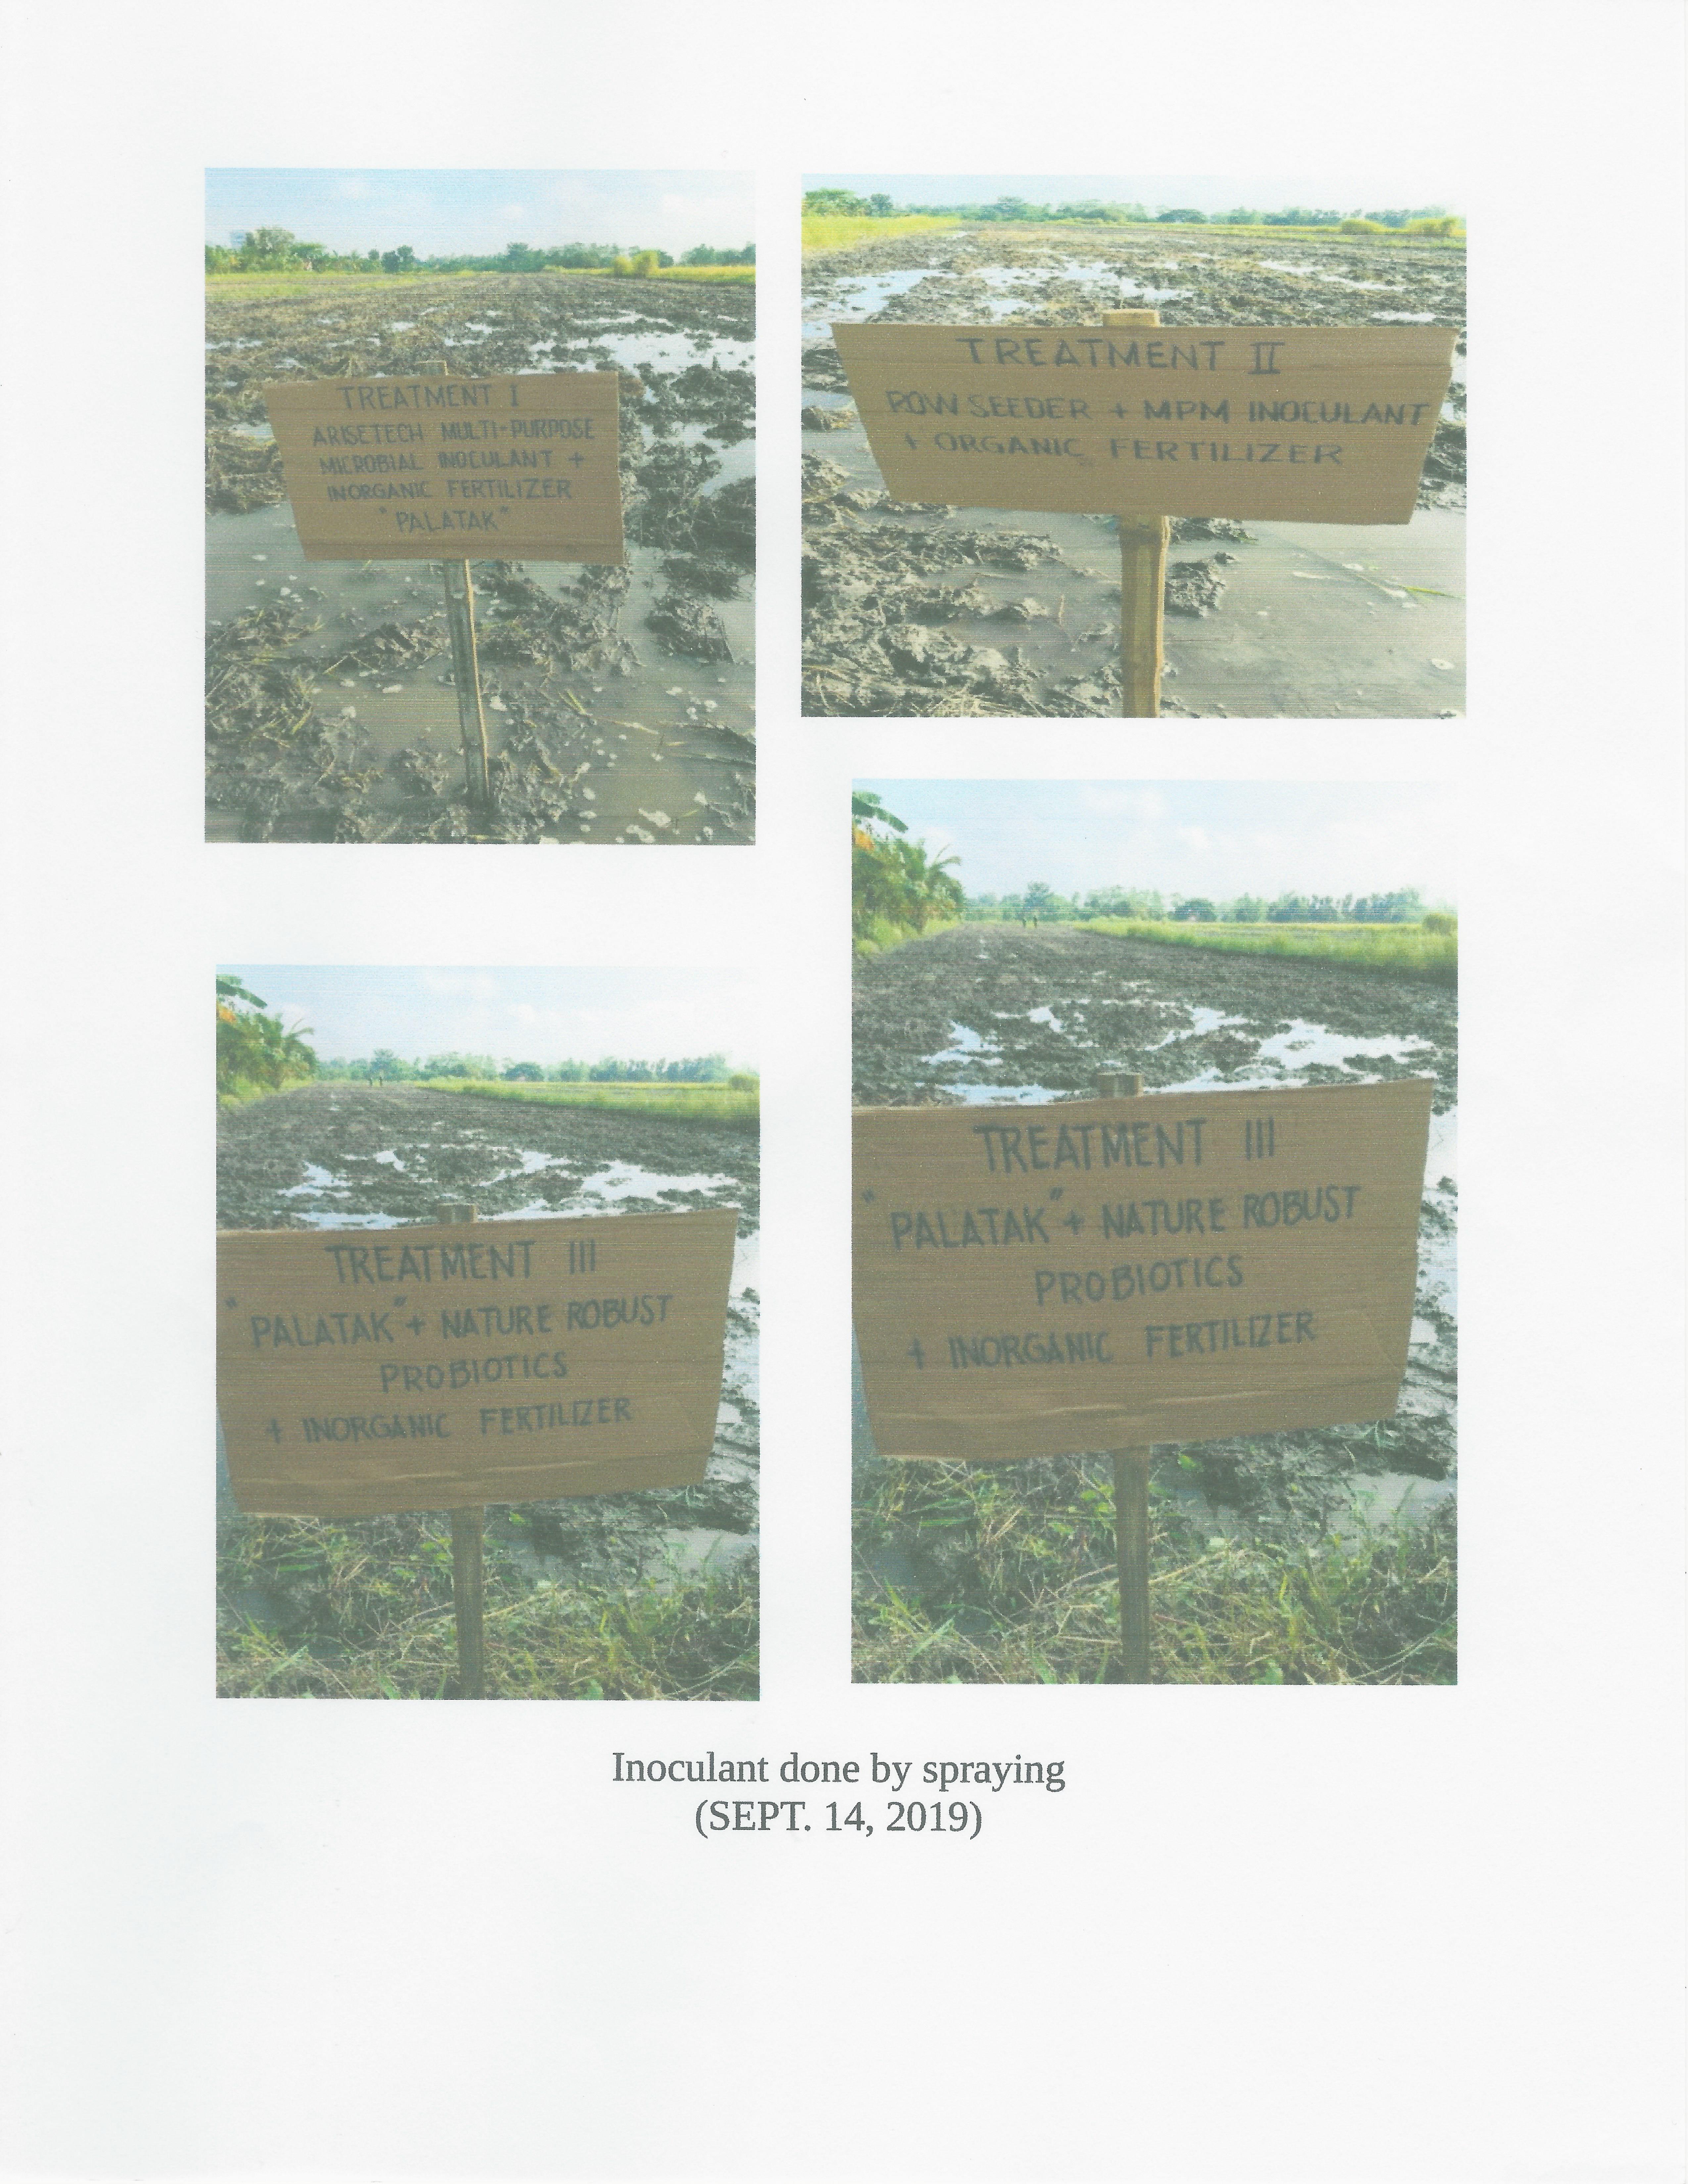 TREATMENT I
ARISETECH MULTI-PURPOSE
MICROBIAL INOCULANT +
INORGANIC FERTILIZER
"PALATAK"
TREATMENT II
ROW SEEDER + MPM INOCULANT
+ ORGANIC FERTILIZER
TREATMENT III
"PALATAK" + NATURE ROBUST
PROBIOTICS
+ INORGANIC FERTILIZER
TREATMENT III
"PALATAK" + NATURE ROBUST
PROBIOTICS
+ INORGANIC FERTILIZER
Inoculant done by spraying
(SEPT. 14, 2019)